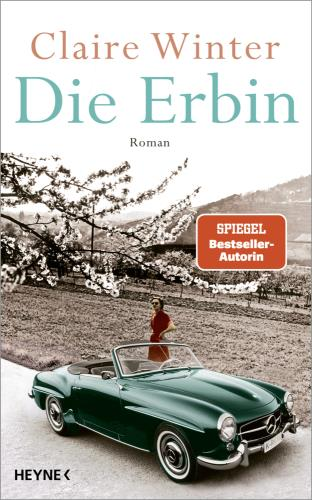 Claire Winter
Die Erbin
Roman
SPIEGEL
Bestseller-
Autorin
HEYNE